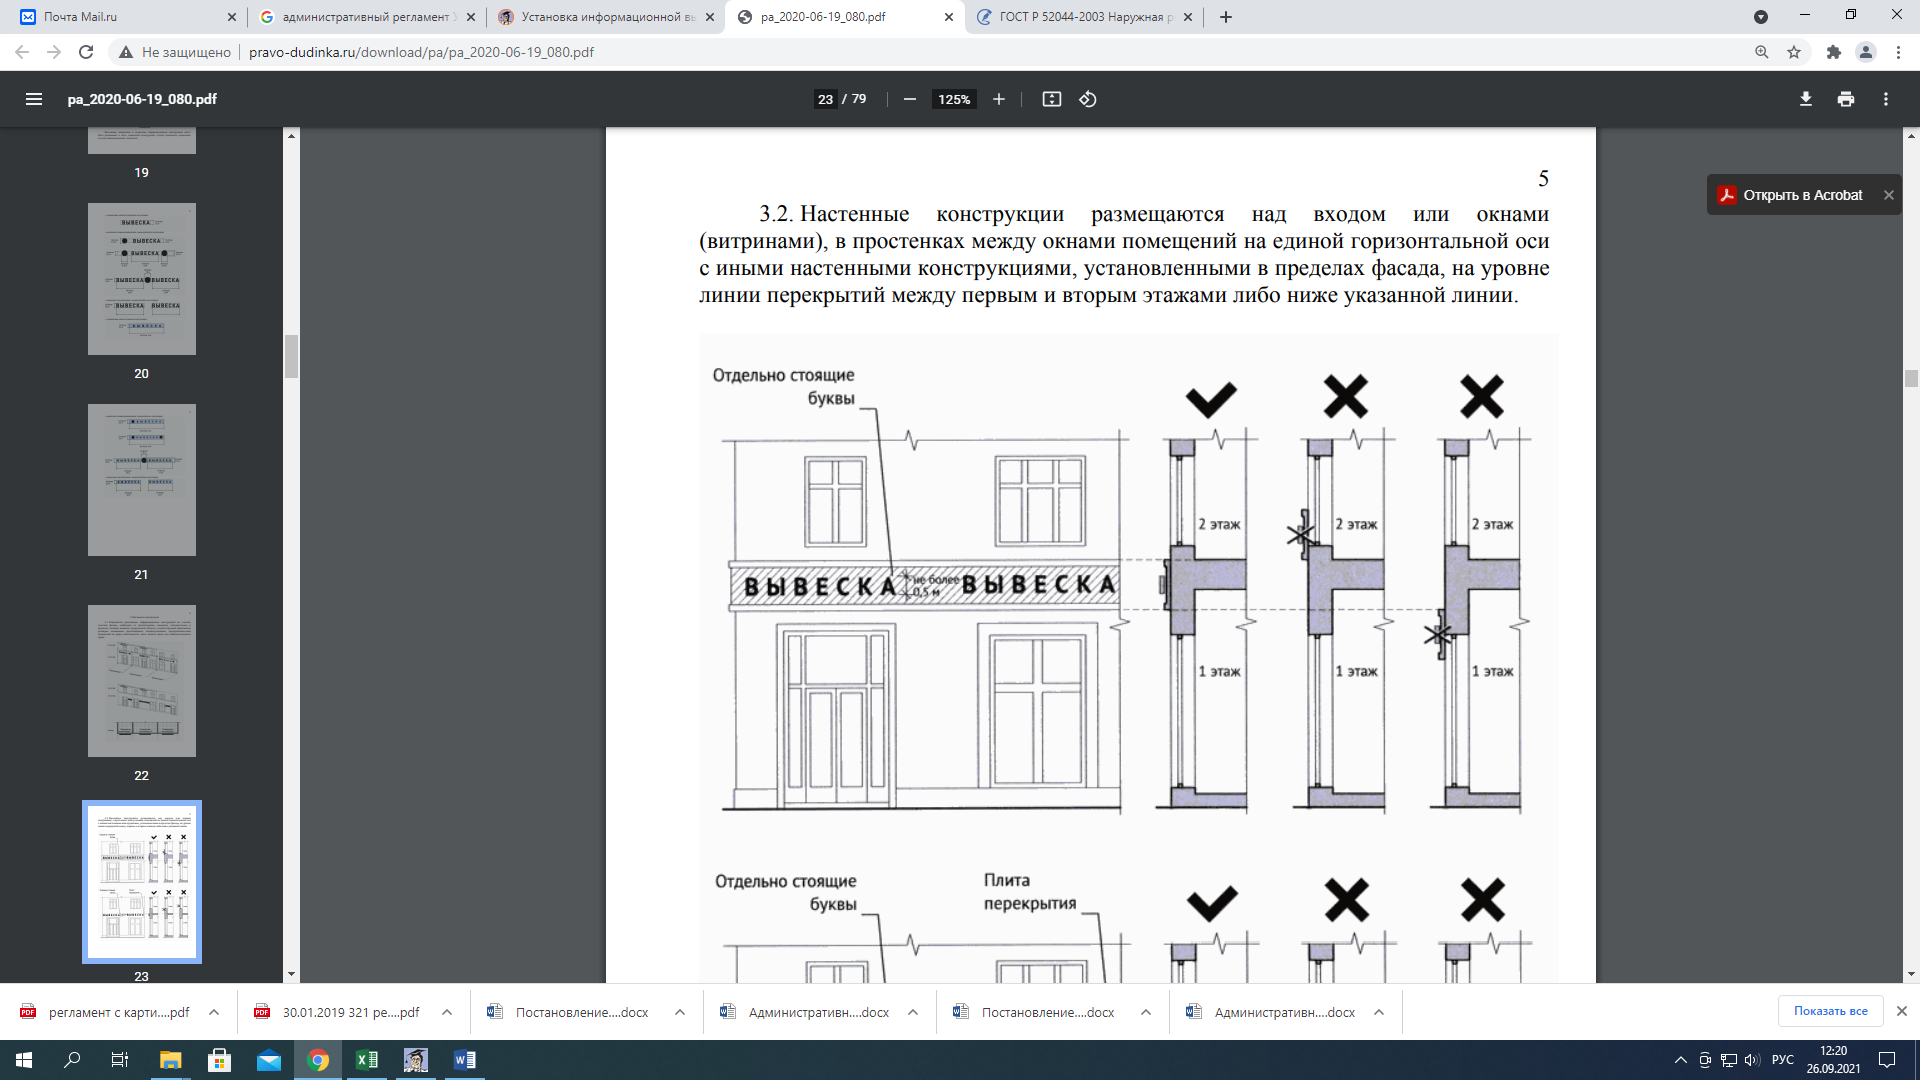 Почта Mail.ru
административный регламент У
Установка информационной вы
pa_2020-06-19_080.pdf
ГОСТ Р 52044-2003 Наружная р
Не защищено
pravo-dudinka.ru/download/pa/pa_2020-06-19_080.pdf
pa_2020-06-19_080.pdf
23 / 79
125%
Открыть в Acrobat
19
20
21
22
23
5
3.2. Настенные конструкции размещаются над входом или окнами
(витринами), в простенках между окнами помещений на единой горизонтальной оси
с иными настенными конструкциями, установленными в пределах фасада, на уровне
линии перекрытий между первым и вторым этажами либо ниже указанной линии.
Отдельно стоящие
буквы
2 этаж
2 этаж
2 этаж
ВЫВЕСКА
не более
0,5 м
ВЫВЕСКА
1 этаж
1 этаж
1 этаж
Отдельно стоящие
буквы
Плита
перекрытия
регламент с карти....pdf
30.01.2019 321 ре....pdf
Постановление....docx
Административн....docx
Постановление....docx
Административн....docx
Показать все
РУС
12:20
26.09.2021